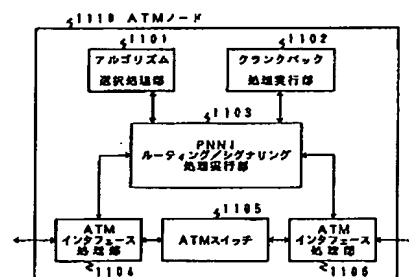 1110 ATMノード
1101
1102
アルゴリズム
選択処理部
クランクバック
処理実行部
1103
PNNI
ルーティング/シグナリング
処理実行部
1105
ATM
インタフェース
処理部
ATMスイッチ
ATM
インタフェース
処理部
1104
1106